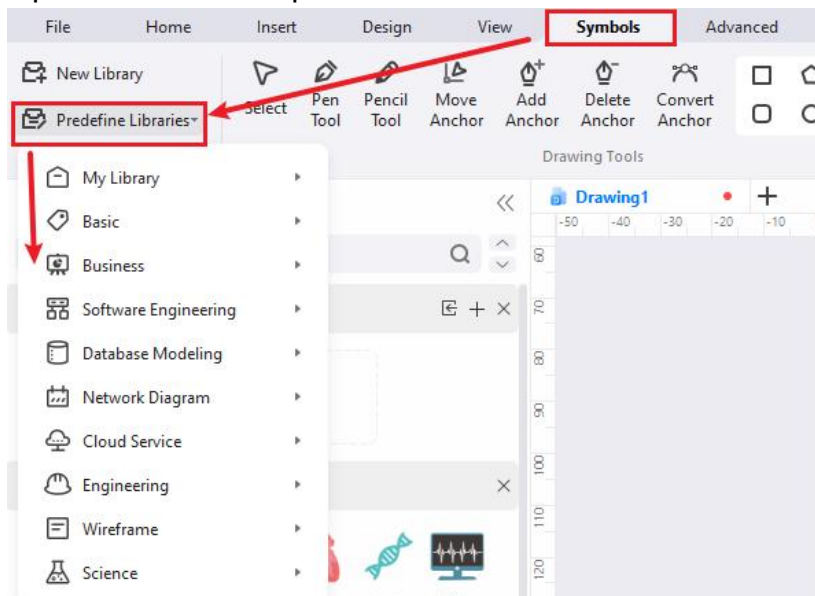 File Home Insert Design View Symbols Advanced
New Library
Predefine Libraries
Select Pen Tool Pencil Tool Move Anchor Add Anchor Delete Anchor Convert Anchor
Drawing Tools
My Library
Basic
Business
Software Engineering
Database Modeling
Network Diagram
Cloud Service
Engineering
Wireframe
Science
Drawing1
-50 -40 -30 -20 -10
60
70
80
90
100
110
120